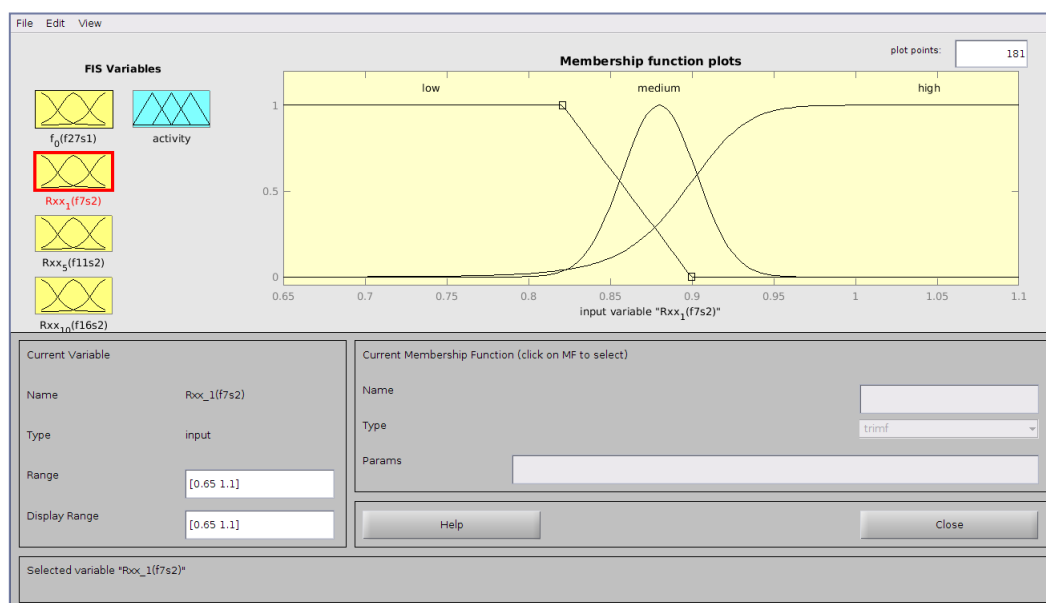 File Edit View
FIS Variables
f0(f27s1)
activity
Rxx1(f7s2)
Rxx5(f11s2)
Rxx10(f16s2)
Membership function plots
plot points:
181
low medium high
1
0.5
0
0.65 0.7 0.75 0.8 0.85 0.9 0.95 1 1.05 1.1
input variable "Rxx1(f7s2)"
Current Variable
Name Rxx_1(f7s2)
Type input
Range [0.65 1.1]
Display Range [0.65 1.1]
Current Membership Function (click on MF to select)
Name
Type trimf
Params
Help
Close
Selected variable "Rxx_1(f7s2)"